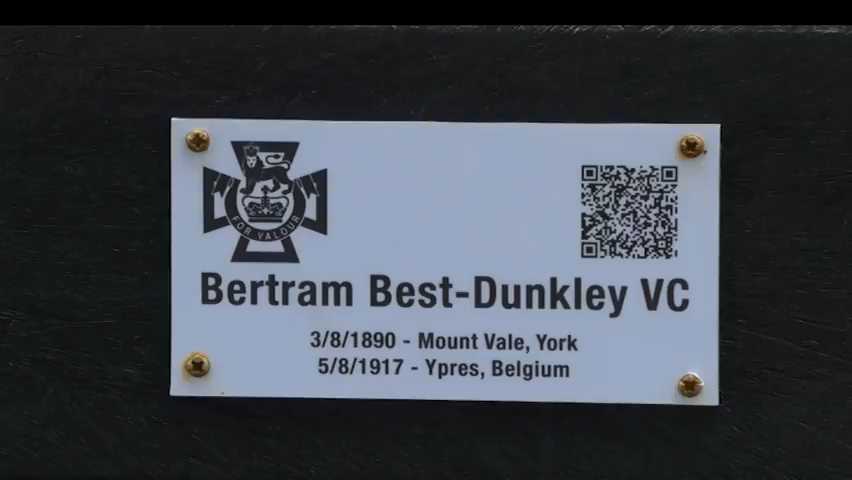 FOR VALOUR
Bertram Best-Dunkley VC
3/8/1890 - Mount Vale, York
5/8/1917 - Ypres, Belgium